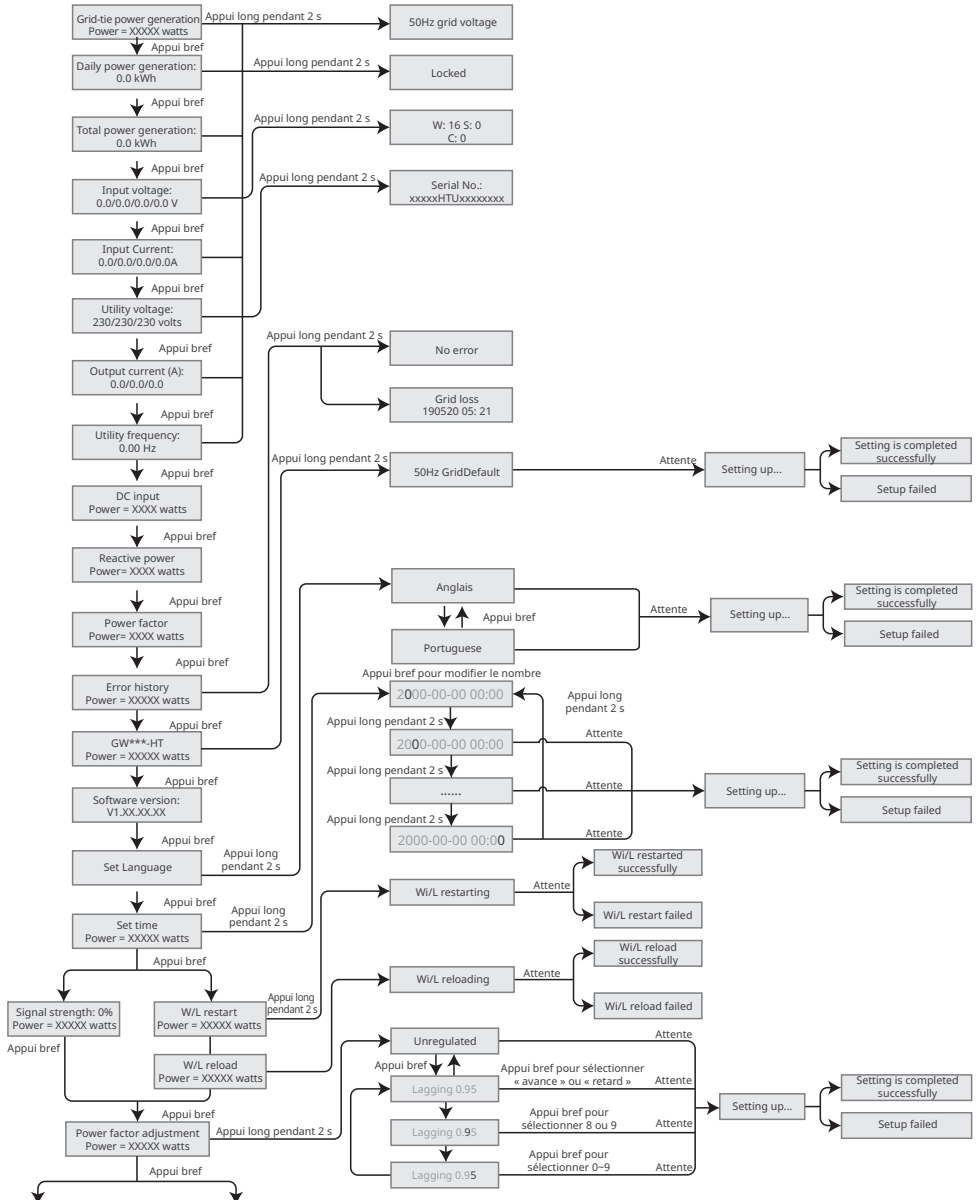 Grid-tie power generation
Power = XXXXX watts
Appui long pendant 2 s
50Hz grid voltage
Appui bref
Daily power generation:
0.0 kWh
Appui long pendant 2 s
Locked
Appui bref
Total power generation:
0.0 kWh
Appui long pendant 2 s
W: 16 S: 0
C: 0
Appui bref
Input voltage:
0.0/0.0/0.0/0.0 V
Appui long pendant 2 s
Serial No.:
xxxxxHTUxxxxxxxx
Appui bref
Input Current:
0.0/0.0/0.0/0.0A
Appui bref
Utility voltage:
230/230/230 volts
Appui bref
Appui long pendant 2 s
No error
Output current (A):
0.0/0.0/0.0
Grid loss
190520 05: 21
Appui bref
Utility frequency:
0.00 Hz
Appui long pendant 2 s
50Hz GridDefault
Attente
Setting up...
Setting is completed
successfully
Setup failed
Appui bref
DC input
Power = XXXX watts
Appui bref
Reactive power
Power= XXXX watts
Appui bref
Power factor
Power= XXXX watts
Anglais
Appui bref
Portuguese
Attente
Setting up...
Setting is completed
successfully
Setup failed
Appui bref
Error history
Power = XXXXX watts
Appui bref pour modifier le nombre
2000-00-00 00:00
Appui long
pendant 2 s
Appui bref
GW***-HT
Power = XXXXX watts
Appui long pendant 2 s
2000-00-00 00:00
Attente
Appui bref
Software version:
V1.XX.XX.XX
Appui long pendant 2 s
......
Attente
Setting up...
Setting is completed
successfully
Setup failed
Appui long pendant 2 s
2000-00-00 00:00
Attente
Appui bref
Set Language
Appui long
pendant 2 s
Wi/L restarting
Attente
Wi/L restarted
successfully
Wi/L restart failed
Appui bref
Set time
Power = XXXXX watts
Appui long
pendant 2 s
Appui bref
Wi/L reloading
Attente
Wi/L reload
successfully
Wi/L reload failed
Signal strength: 0%
Power = XXXXX watts
W/L restart
Power = XXXXX watts
Appui long
pendant 2 s
Appui bref
W/L reload
Power = XXXXX watts
Unregulated
Attente
Appui bref
Appui bref pour sélectionner
« avance » ou « retard »
Lagging 0.95
Attente
Appui bref
Power factor adjustment
Power = XXXXX watts
Appui long pendant 2 s
Appui bref pour
sélectionner 8 ou 9
Lagging 0.95
Attente
Setting up...
Setting is completed
successfully
Setup failed
Appui bref pour
sélectionner 0~9
Lagging 0.95
Attente
Appui bref